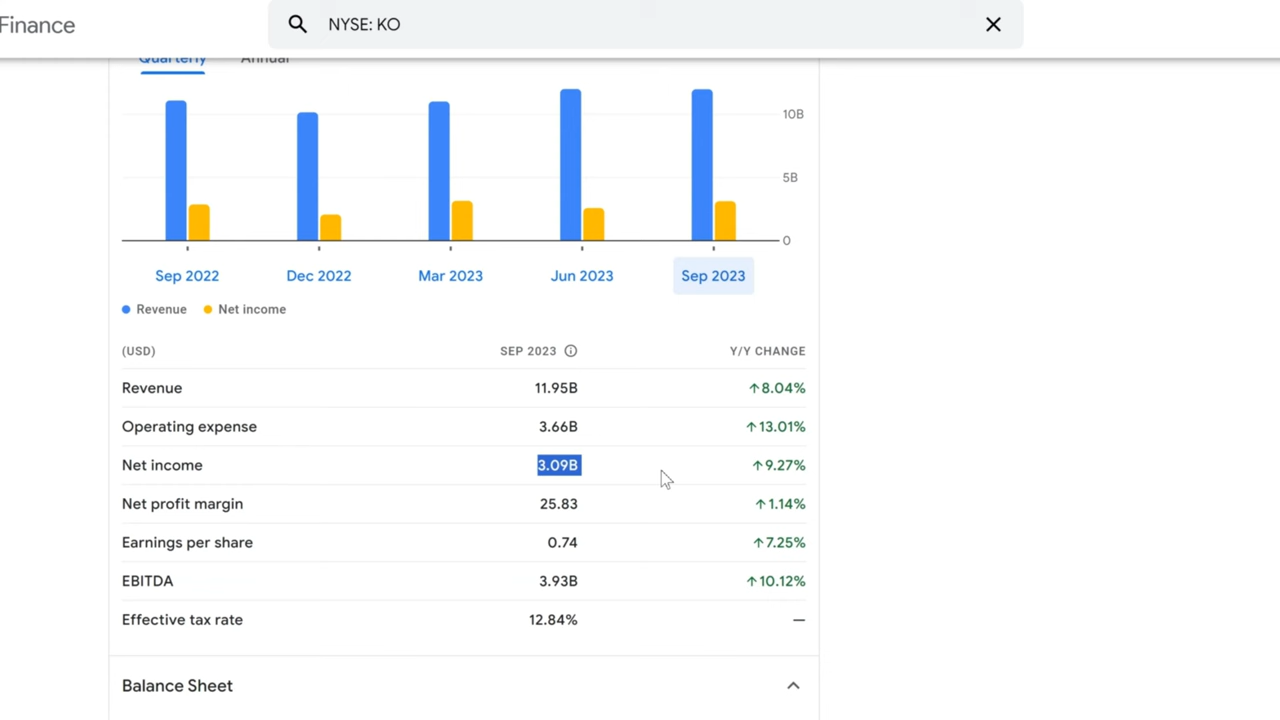 Finance
NYSE: KO
Quarterly Annual
10B
5B
0
Sep 2022 Dec 2022 Mar 2023 Jun 2023 Sep 2023
Revenue Net income
(USD) SEP 2023 Y/Y CHANGE
Revenue 11.95B ↑8.04%
Operating expense 3.66B ↑13.01%
Net income 3.09B ↑9.27%
Net profit margin 25.83 ↑1.14%
Earnings per share 0.74 ↑7.25%
EBITDA 3.93B ↑10.12%
Effective tax rate 12.84% —
Balance Sheet